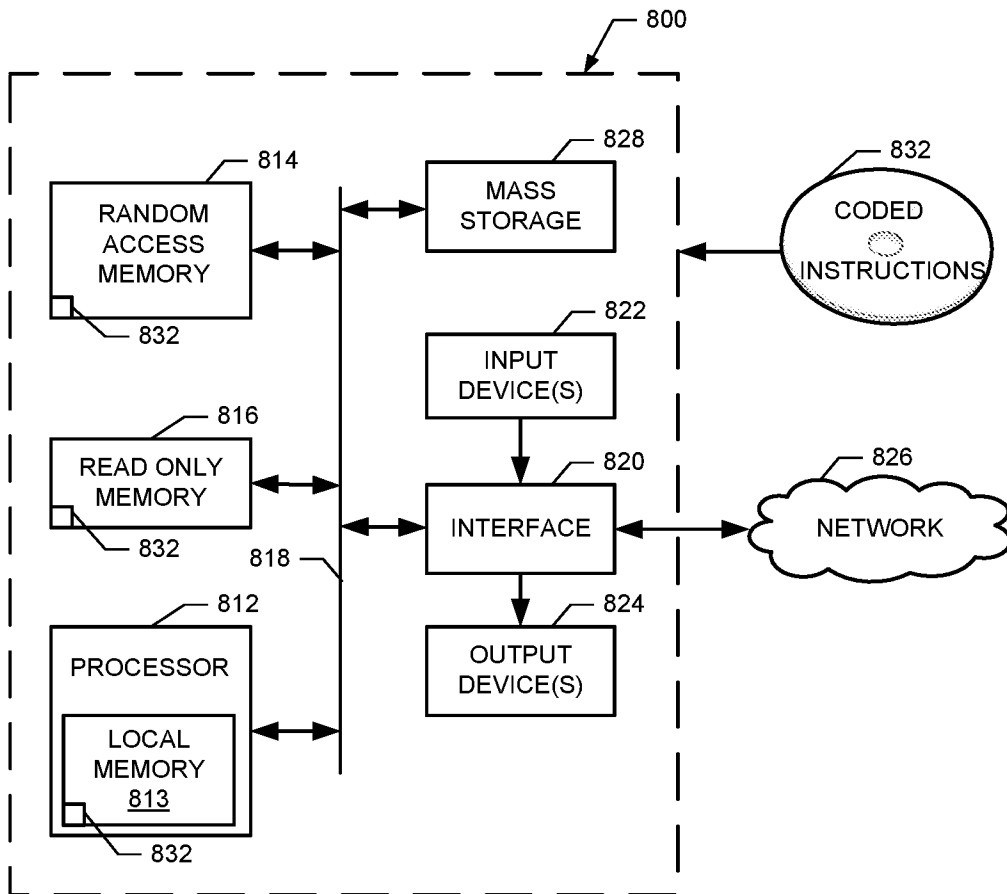 800
814
RANDOM
ACCESS
MEMORY
832
828
MASS
STORAGE
832
CODED
INSTRUCTIONS
822
INPUT
DEVICE(S)
816
READ ONLY
MEMORY
832
820
INTERFACE
826
NETWORK
818
812
PROCESSOR
LOCAL
MEMORY
813
832
824
OUTPUT
DEVICE(S)